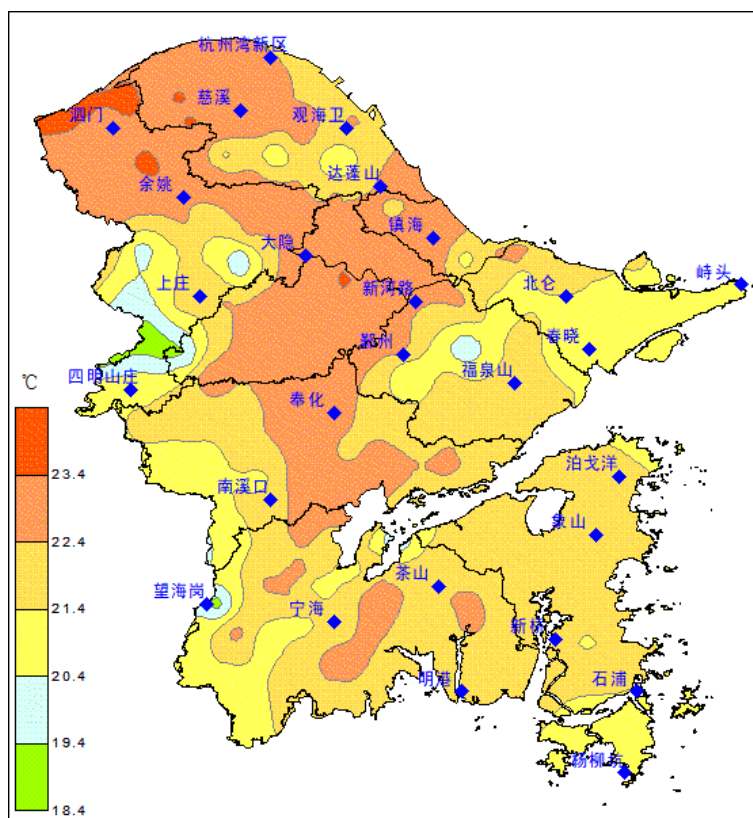 杭州湾新区
慈溪
泗门
观海卫
达蓬山
余姚
镇海
大隐
上庄
新河路
北仑
峙头
鄞州
春晓
四明山庄
福泉山
℃
奉化
23.4
泊戈洋
南溪口
22.4
象山
茶山
望海岗
21.4
宁海
新桥
20.4
明港
石浦
19.4
杨柳坑
18.4